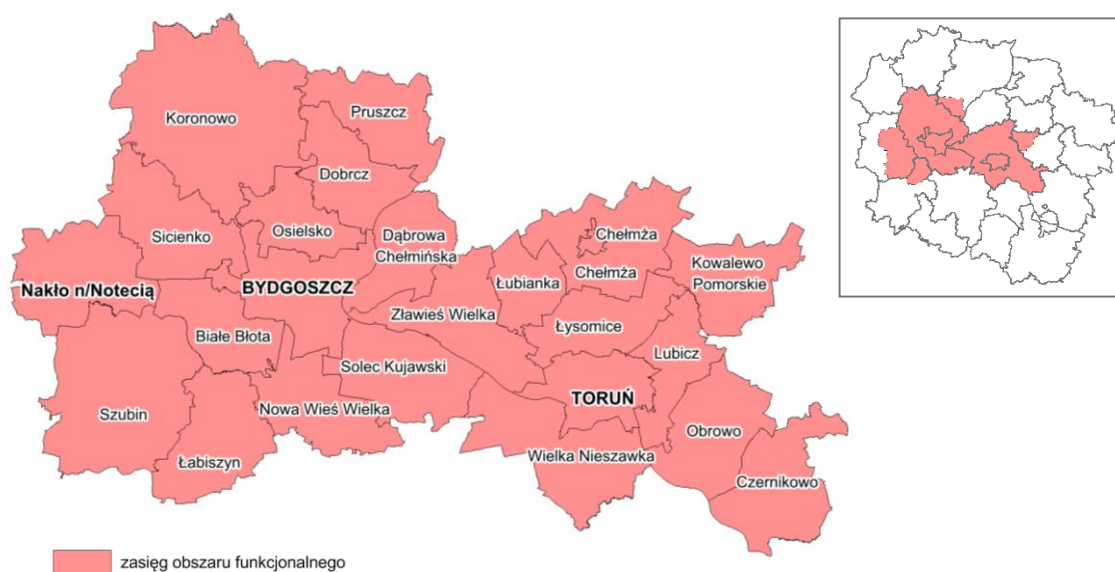 Koronowo
Pruszcz
Dobrcz
Sicienko
Osielsko
Dąbrowa
Chełmińska
Chełmża
Chełmża
Kowalewo
Pomorskie
Łubianka
Nakło n/Notecią
BYDGOSZCZ
Zławieś Wielka
Łysomice
Białe Błota
Solec Kujawski
Lubicz
Szubin
Nowa Wieś Wielka
TORUŃ
Obrowo
Łabiszyn
Wielka Nieszawka
Czernikowo
zasięg obszaru funkcjonalnego